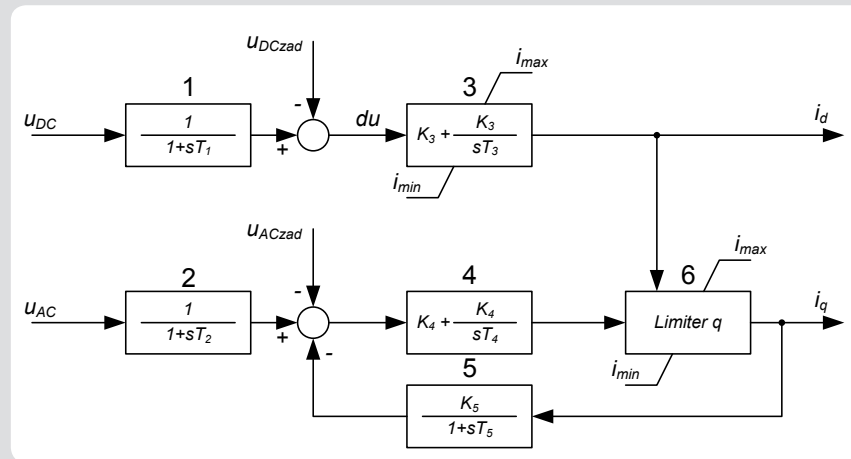 u_DCzad
1
3
i_max
u_DC
1
1+sT_1
-
+
du
K_3 + K_3
sT_3
i_d
i_min
u_ACzad
2
4
6
i_max
u_AC
1
1+sT_2
-
+
-
K_4 + K_4
sT_4
Limiter q
i_q
i_min
5
K_5
1+sT_5